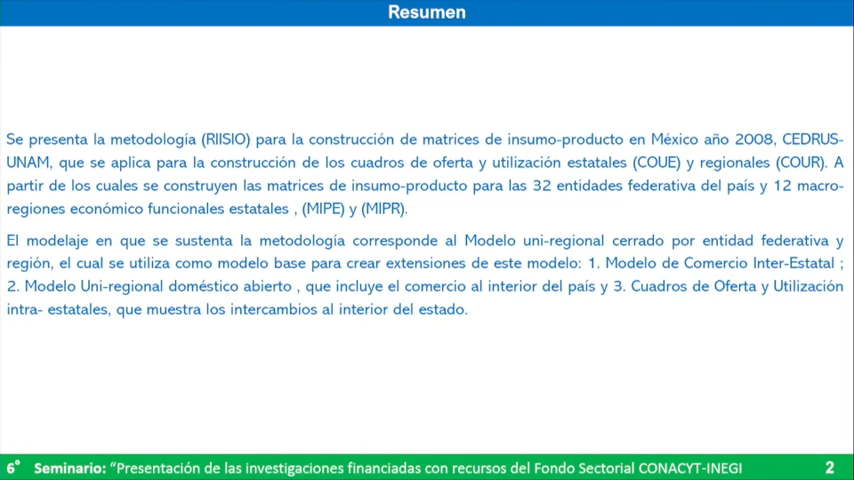 Resumen
Se presenta la metodología (RIISIO) para la construcción de matrices de insumo-producto en México año 2008, CEDRUS-
UNAM, que se aplica para la construcción de los cuadros de oferta y utilización estatales (COUE) y regionales (COUR). A
partir de los cuales se construyen las matrices de insumo-producto para las 32 entidades federativa del país y 12 macro-
regiones económico funcionales estatales , (MIPE) y (MIPR).
El modelaje en que se sustenta la metodología corresponde al Modelo uni-regional cerrado por entidad federativa y
región, el cual se utiliza como modelo base para crear extensiones de este modelo: 1. Modelo de Comercio Inter-Estatal ;
2. Modelo Uni-regional doméstico abierto , que incluye el comercio al interior del país y 3. Cuadros de Oferta y Utilización
intra- estatales, que muestra los intercambios al interior del estado.
6° Seminario: “Presentación de las investigaciones financiadas con recursos del Fondo Sectorial CONACYT-INEGI 2